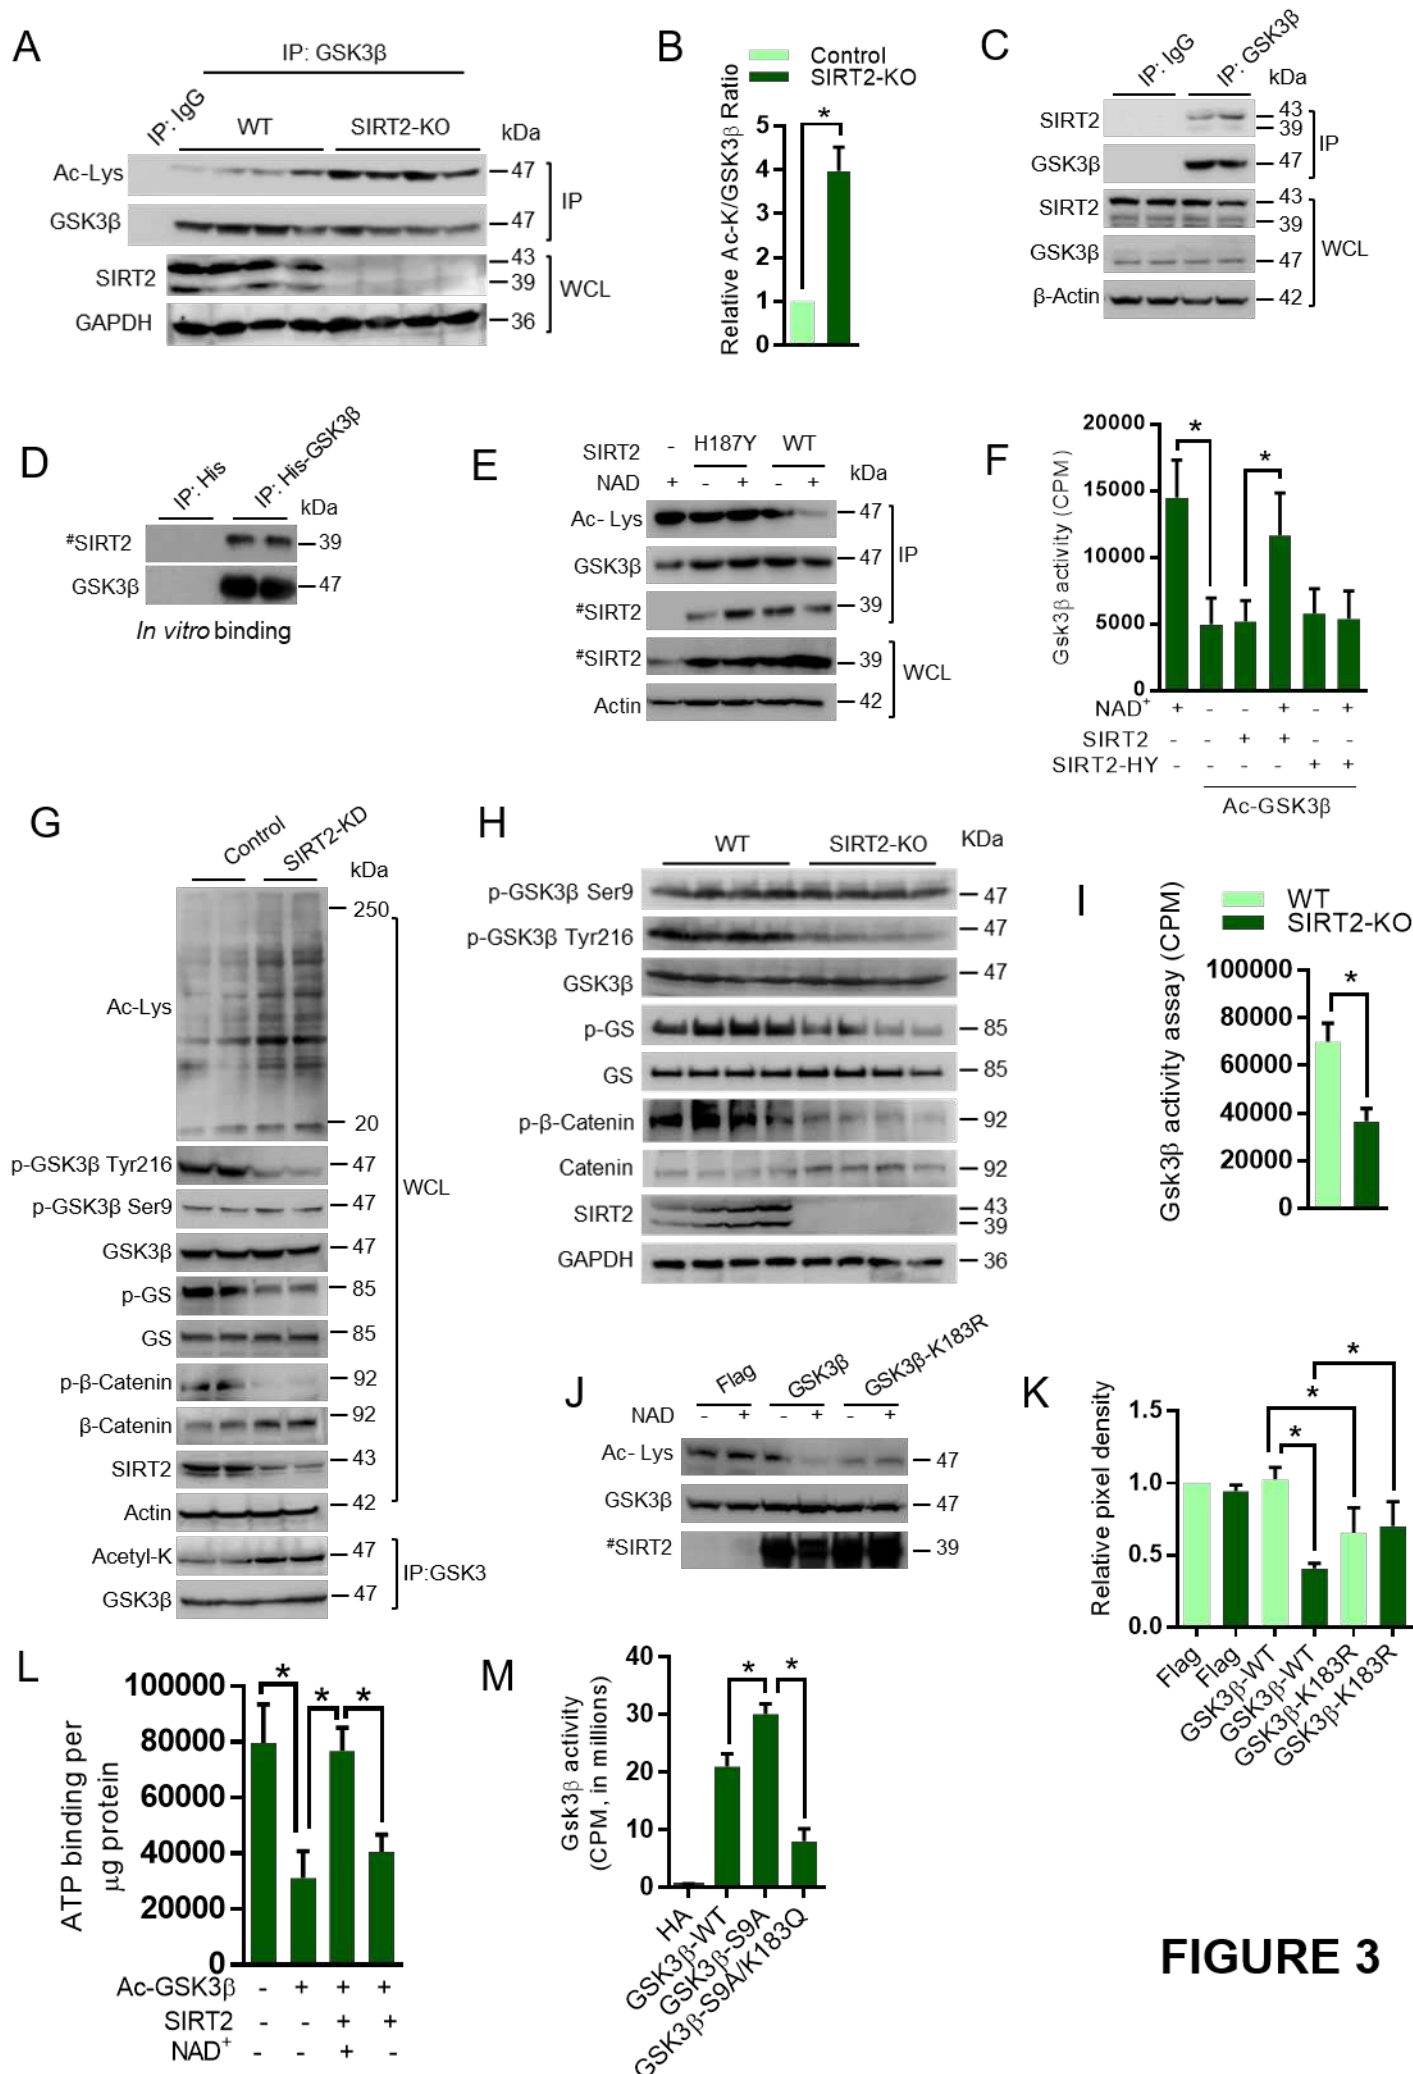 A
IP: GSK3β
IP: IgG
WT SIRT2-KO kDa
Ac-Lys 47
GSK3β 47
IP
SIRT2 43
39
GAPDH 36
WCL
B
Control
SIRT2-KO
Relative Ac-K/GSK3β Ratio
*
5
4
3
2
1
0
C
IP: IgG IP: GSK3β kDa
SIRT2 43
39
GSK3β 47
IP
SIRT2 43
39
GSK3β 47
β-Actin 42
WCL
D
IP: His IP: His-GSK3β kDa
#SIRT2 39
GSK3β 47
In vitro binding
E
SIRT2 - H187Y WT
NAD + - + - + kDa
Ac- Lys 47
GSK3β 47
#SIRT2 39
IP
#SIRT2 39
Actin 42
WCL
F
Gsk3β activity (CPM)
20000
15000
10000
5000
0
* *
NAD+ + - - + - +
SIRT2 - - + + - -
SIRT2-HY - - - - + +
Ac-GSK3β
G
Control SIRT2-KD kDa
250
Ac-Lys
20
p-GSK3β Tyr216 47
p-GSK3β Ser9 47
GSK3β 47
p-GS 85
GS 85
p-β-Catenin 92
β-Catenin 92
SIRT2 43
Actin 42
WCL
Acetyl-K 47
GSK3β 47
IP:GSK3
H
WT SIRT2-KO KDa
p-GSK3β Ser9 47
p-GSK3β Tyr216 47
GSK3β 47
p-GS 85
GS 85
p-β-Catenin 92
Catenin 92
SIRT2 43
39
GAPDH 36
I
WT
SIRT2-KO
Gsk3β activity assay (CPM)
100000
80000
60000
40000
20000
0
*
J
Flag GSK3β GSK3β-K183R
NAD - + - + - +
Ac- Lys 47
GSK3β 47
#SIRT2 39
K
Relative pixel density
1.5
1.0
0.5
0.0
* * *
Flag
Flag
GSK3β-WT
GSK3β-WT
GSK3β-K183R
GSK3β-K183R
L
ATP binding per
µg protein
100000
80000
60000
40000
20000
0
* * *
Ac-GSK3β - + + +
SIRT2 - - + +
NAD+ - - + -
M
Gsk3β activity
(CPM, in millions)
40
30
20
10
0
* *
HA
GSK3β-WT
GSK3β-S9A
GSK3β-S9A/K183Q
FIGURE 3